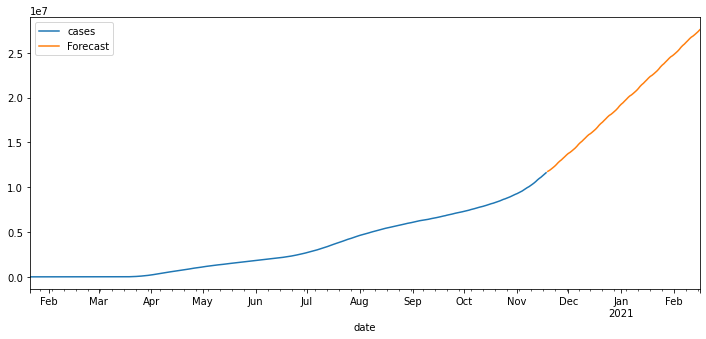 1e7
cases
Forecast
2.5
2.0
1.5
1.0
0.5
0.0
Feb Mar Apr May Jun Jul Aug Sep Oct Nov Dec Jan Feb
2021
date